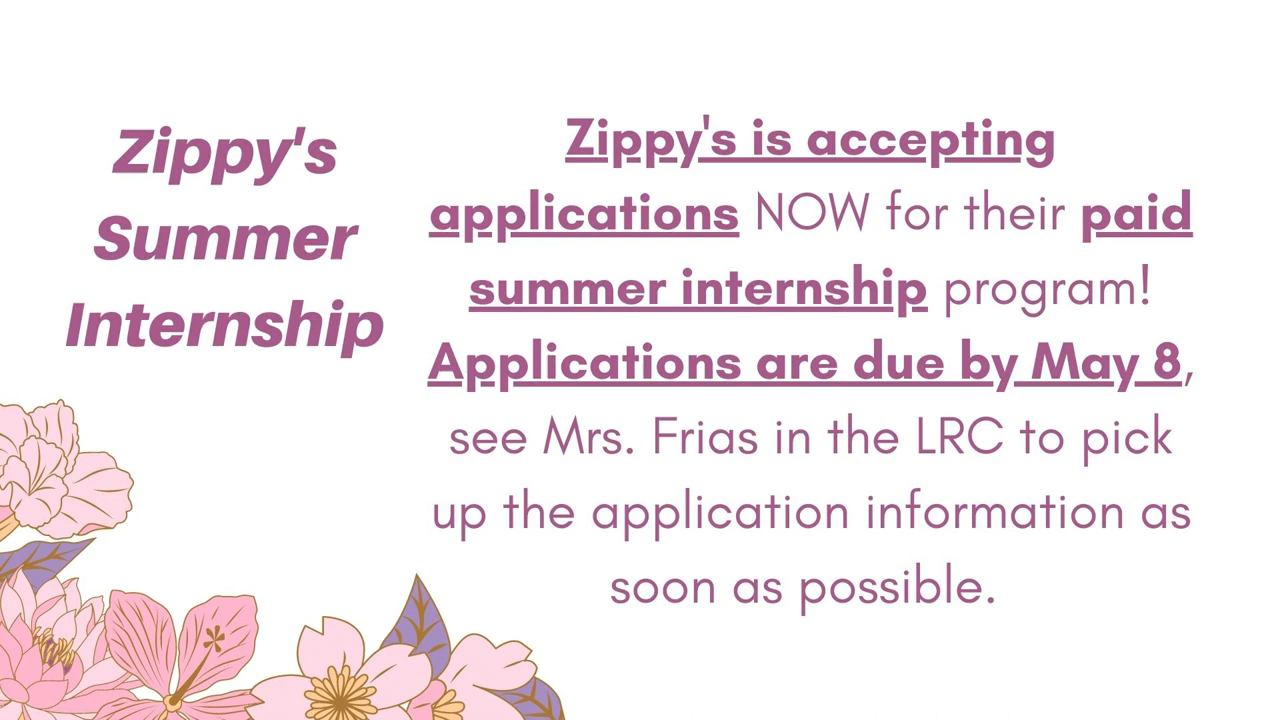 Zippy's
Summer
Internship
Zippy's is accepting
applications NOW for their paid
summer internship program!
Applications are due by May 8,
see Mrs. Frias in the LRC to pick
up the application information as
soon as possible.